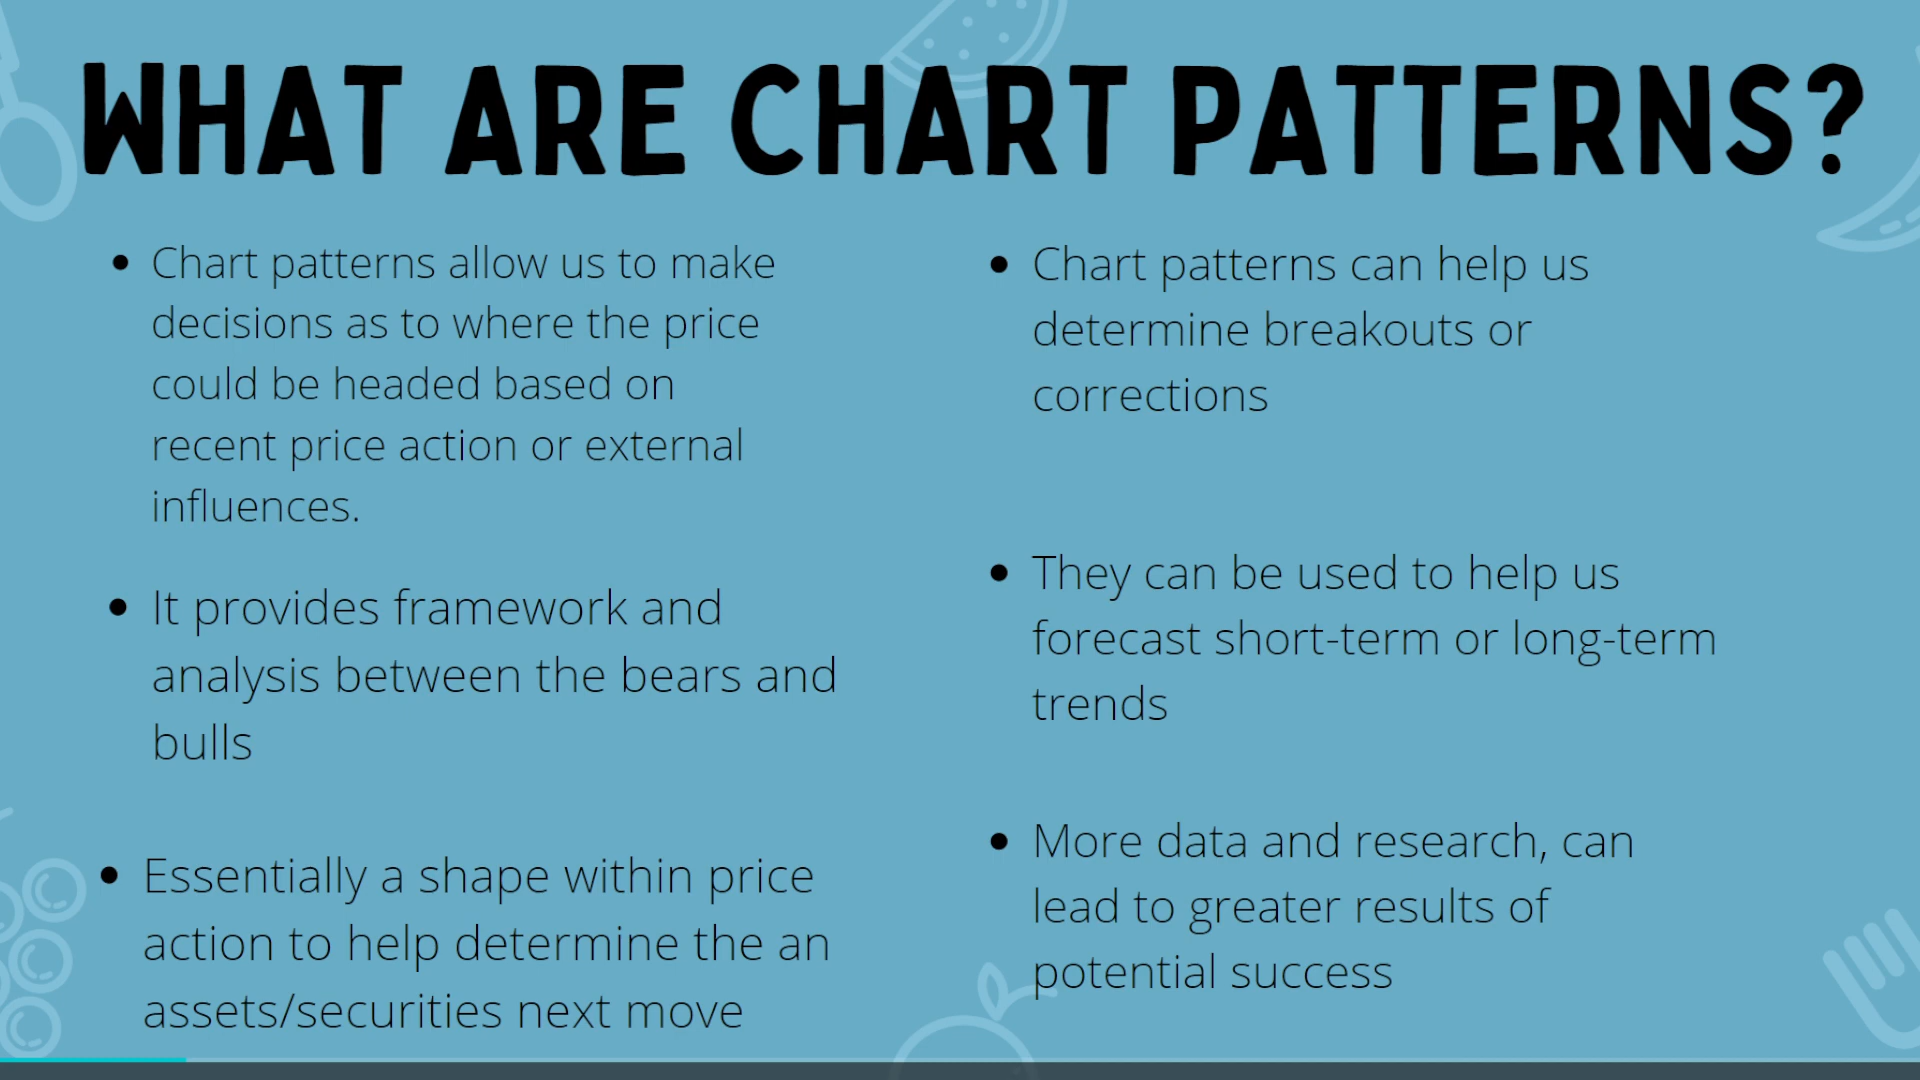 WHAT ARE CHART PATTERNS?
• Chart patterns allow us to make
decisions as to where the price
could be headed based on
recent price action or external
influences.
• It provides framework and
analysis between the bears and
bulls
• Essentially a shape within price
action to help determine the an
assets/securities next move
• Chart patterns can help us
determine breakouts or
corrections
• They can be used to help us
forecast short-term or long-term
trends
• More data and research, can
lead to greater results of
potential success